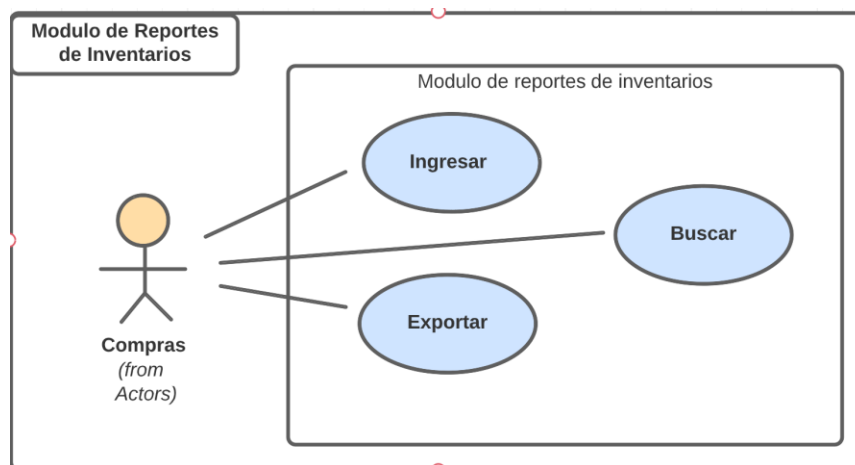 Modulo de Reportes
de Inventarios
Modulo de reportes de inventarios
Ingresar
Buscar
Exportar
Compras
(from
Actors)